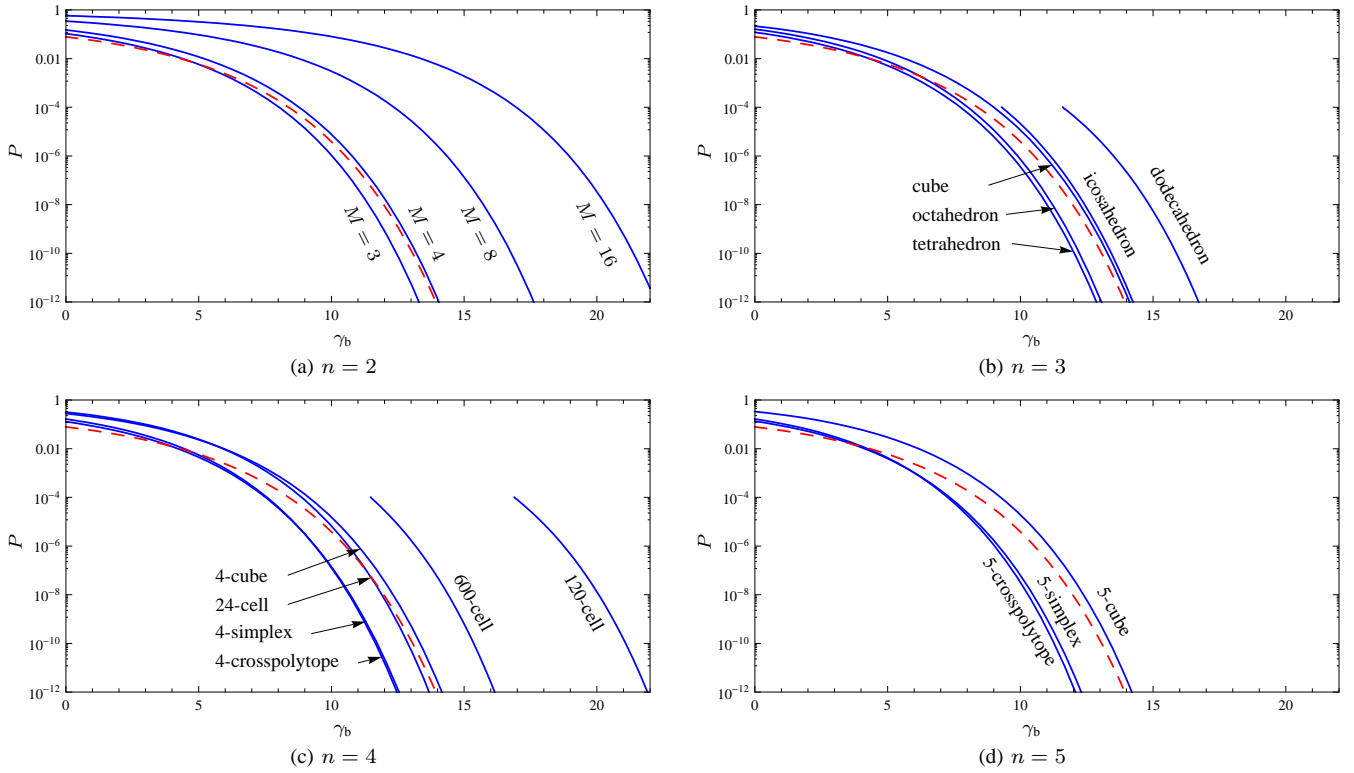 1
0.01
10−4
10−6
10−8
10−10
10−12
P
M = 3
M = 4
M = 8
M = 16
0 5 10 15 20
γb
(a) n = 2
1
0.01
10−4
10−6
10−8
10−10
10−12
P
cube
octahedron
tetrahedron
icosahedron
dodecahedron
0 5 10 15 20
γb
(b) n = 3
1
0.01
10−4
10−6
10−8
10−10
10−12
P
4-cube
24-cell
4-simplex
4-crosspolytope
600-cell
120-cell
0 5 10 15 20
γb
(c) n = 4
1
0.01
10−4
10−6
10−8
10−10
10−12
P
5-crosspolytope
5-simplex
5-cube
0 5 10 15 20
γb
(d) n = 5